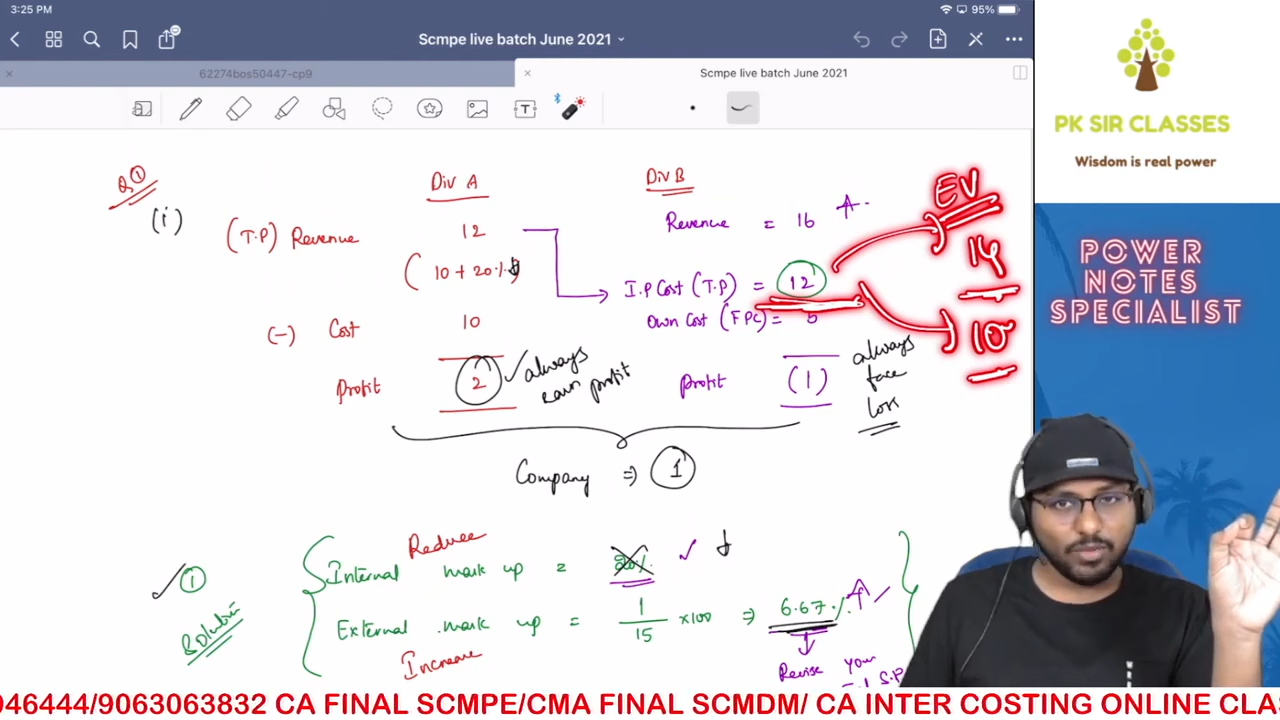 3:25 PM
95%
Scmpe live batch June 2021
62274bos50447-cp9
Scmpe live batch June 2021
PK SIR CLASSES
Wisdom is real power
POWER
NOTES
SPECIALIST
Q①
(i)
Div A
Div B
(T.P) Revenue 12
Revenue = 16
(10 + 20%
I.P Cost (T.P) = 12
(-) Cost 10
Own Cost (FPC) =
Profit 2
always earn profit
Profit (1)
always face loss
EV
14
10
Company ⇒ 1
① Solution
Reduce
Internal mark up =
External mark up = 1/15 ×100 ⇒ 6.67%
Increase
Revise Your
S.P
046444/9063063832 CA FINAL SCMPE/CMA FINAL SCMDM/ CA INTER COSTING ONLINE CLA